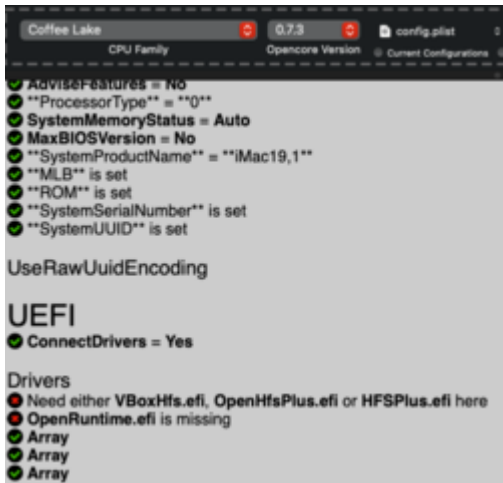 Coffee Lake
0.7.3
config.plist
CPU Family
Opencore Version
Current Configurations
AdviseFeatures = No
**ProcessorType** = **0**
SystemMemoryStatus = Auto
MaxBIOSVersion = No
**SystemProductName** = **iMac19,1**
**MLB** is set
**ROM** is set
**SystemSerialNumber** is set
**SystemUUID** is set
UseRawUuidEncoding
UEFI
ConnectDrivers = Yes
Drivers
Need either VBoxHfs.efi, OpenHfsPlus.efi or HFSPlus.efi here
OpenRuntime.efi is missing
Array
Array
Array